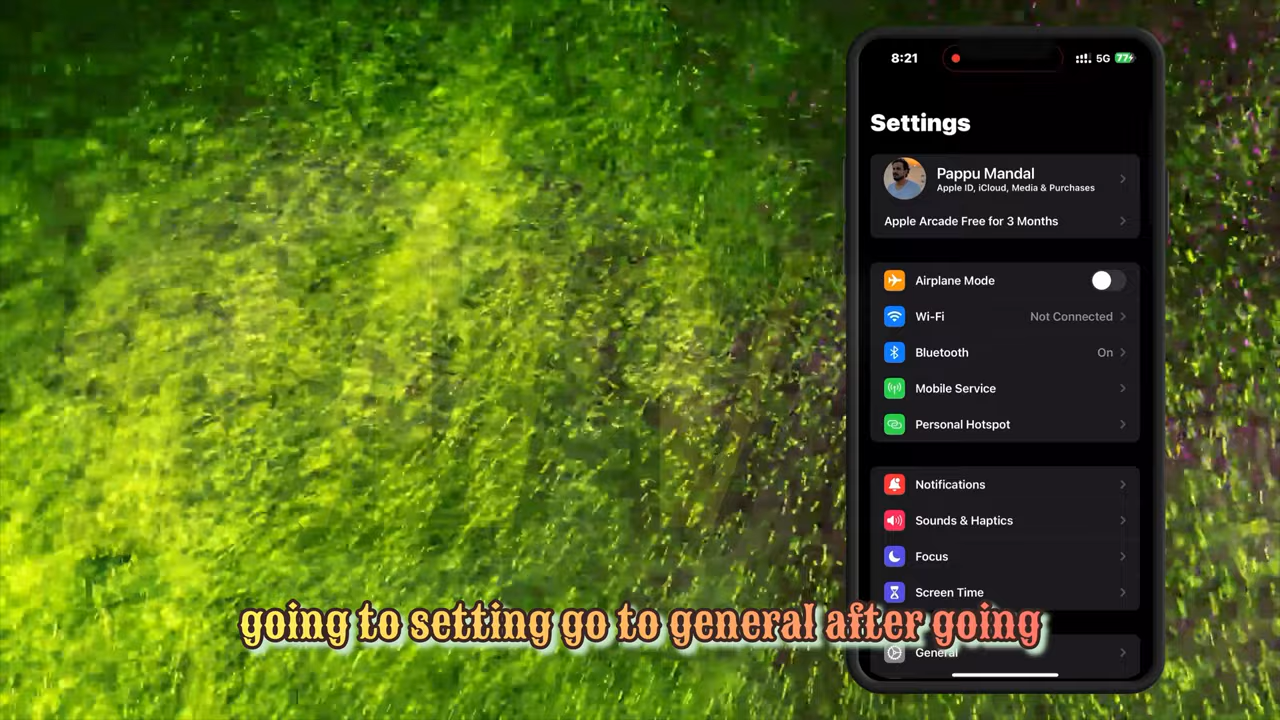 8:21
5G 77
Settings
Pappu Mandal
Apple ID, iCloud, Media & Purchases
Apple Arcade Free for 3 Months
Airplane Mode
Wi-Fi Not Connected
Bluetooth On
Mobile Service
Personal Hotspot
Notifications
Sounds & Haptics
Focus
Screen Time
going to setting go to general after going
General